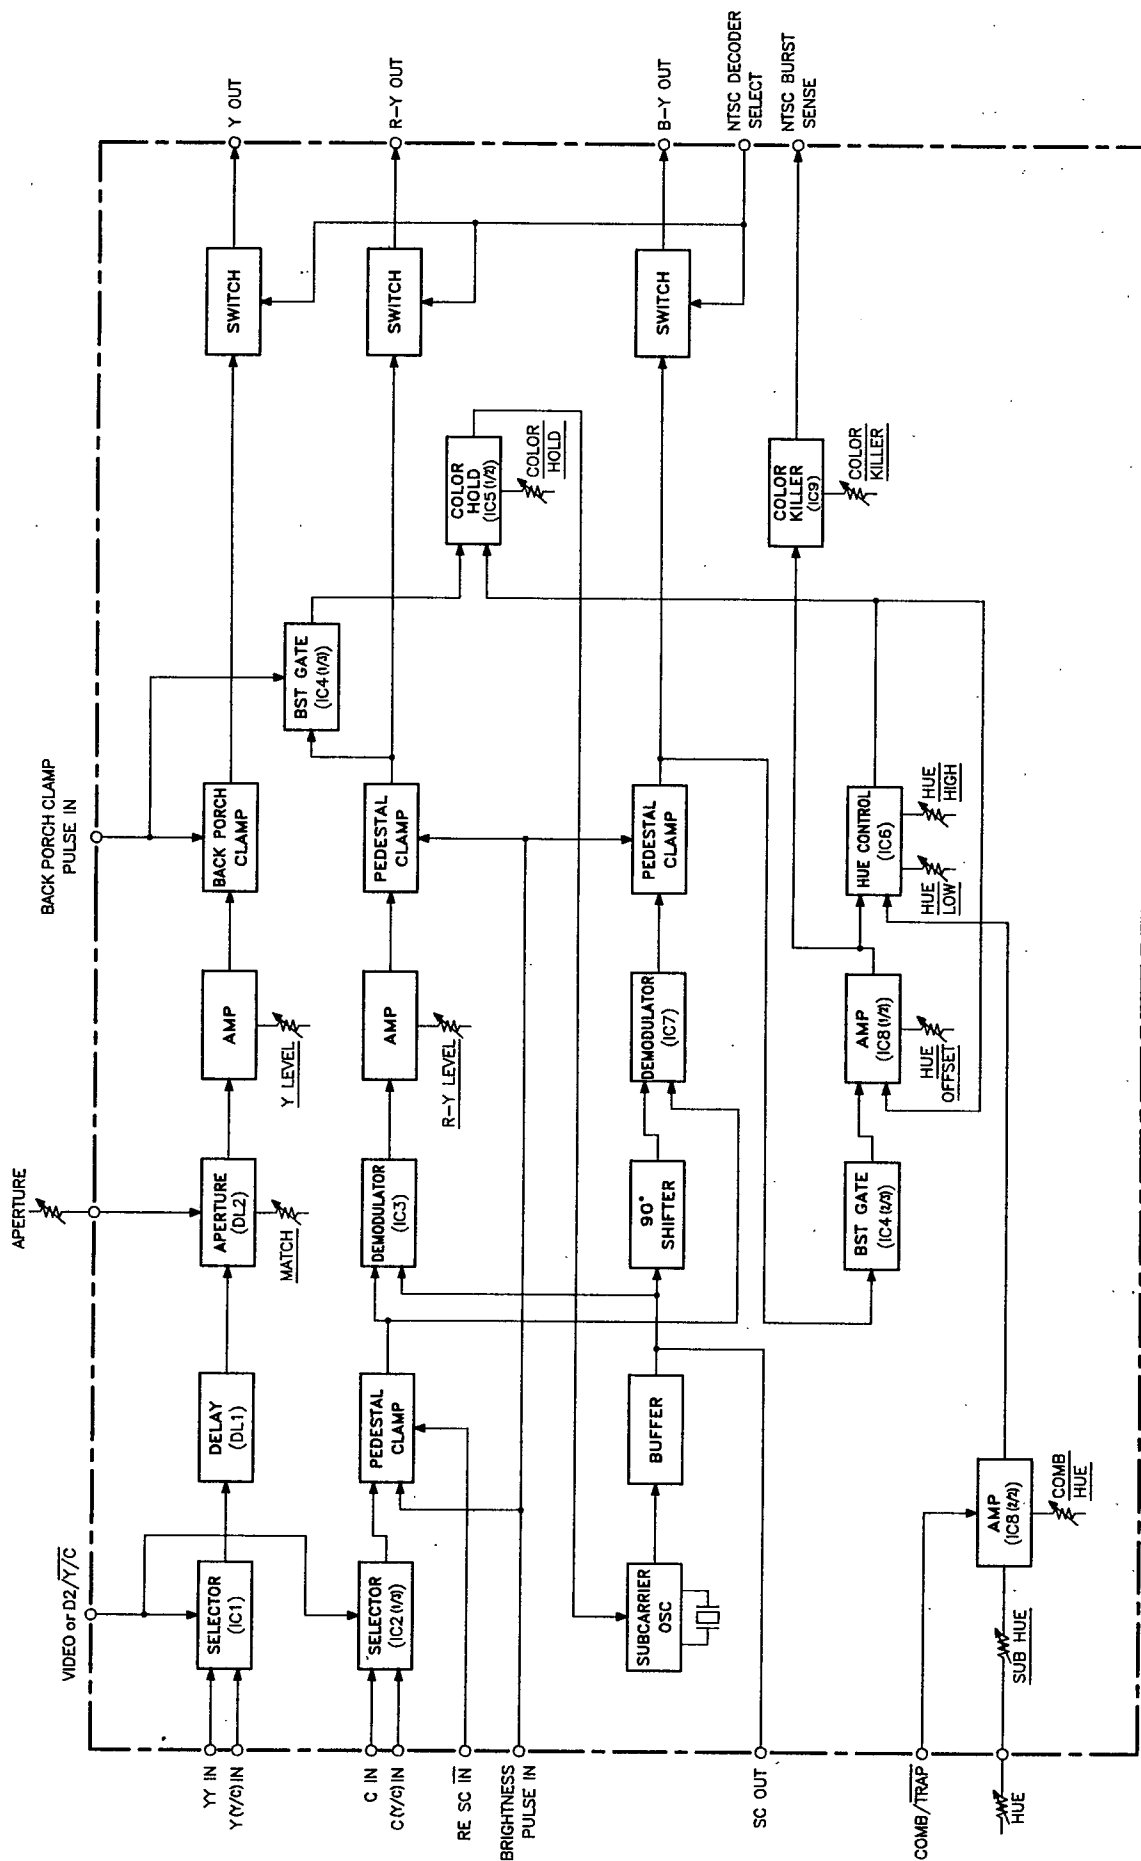 VIDEO or D2/Y/C
APERTURE
BACK PORCH CLAMP
PULSE IN
YY IN
Y(Y/C) IN
SELECTOR
(IC1)
DELAY
(DL1)
APERTURE
(DL2)
MATCH
AMP
Y LEVEL
BACK PORCH
CLAMP
SWITCH
Y OUT
BST GATE
(IC4(1/3))
C IN
C(Y/C) IN
SELECTOR
(IC2(1/3))
PEDESTAL
CLAMP
DEMODULATOR
(IC3)
AMP
R-Y LEVEL
PEDESTAL
CLAMP
SWITCH
R-Y OUT
RE SC IN
BRIGHTNESS
PULSE IN
COLOR
HOLD
(IC5(1/2))
COLOR
HOLD
SUBCARRIER
OSC
BUFFER
90°
SHIFTER
DEMODULATOR
(IC7)
PEDESTAL
CLAMP
SWITCH
B-Y OUT
NTSC DECODER
SELECT
SC OUT
COLOR
KILLER
(IC9)
COLOR
KILLER
NTSC BURST
SENSE
BST GATE
(IC4(2/3))
AMP
(IC8(1/2))
HUE
OFFSET
HUE CONTROL
(IC6)
HUE
LOW
HUE
HIGH
COMB/TRAP
HUE
SUB HUE
AMP
(IC8(2/2))
COMB
HUE